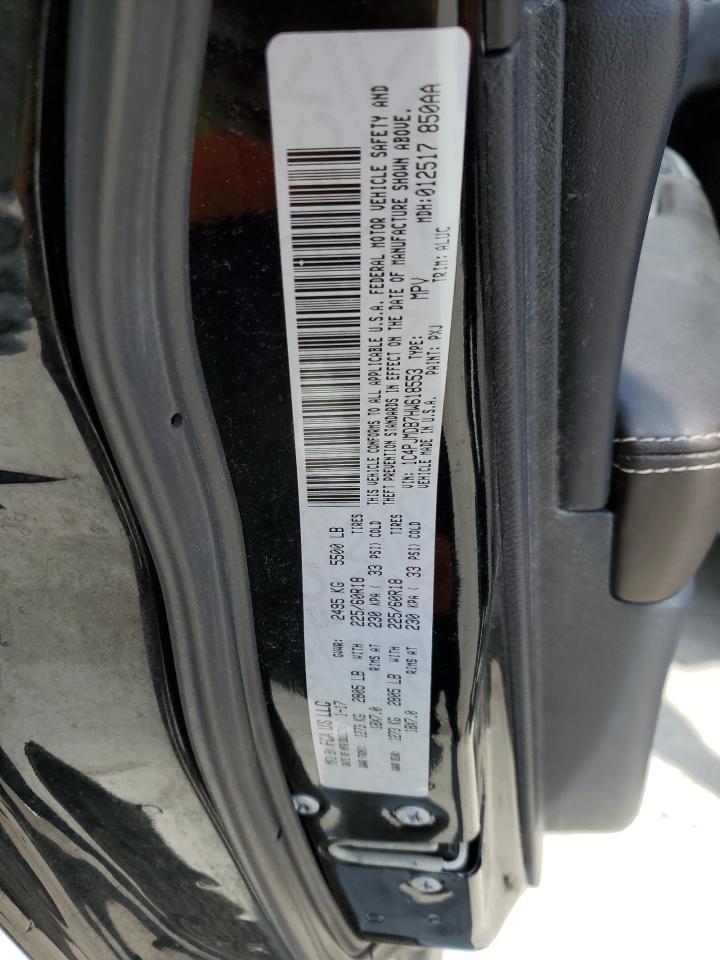 MFD BY FCA US LLC
DATE OF MFR 1-17 GVWR: 2495 KG 5500 LB
GAWR FRONT: 1273 KG 2805 LB WITH 225/60R18 TIRES
18X7.0 RIMS AT 230 KPA ( 33 PSI) COLD
GAWR REAR: 1273 KG 2805 LB WITH 225/60R18 TIRES
18X7.0 RIMS AT 230 KPA ( 33 PSI) COLD
THIS VEHICLE CONFORMS TO ALL APPLICABLE U.S.A. FEDERAL MOTOR VEHICLE SAFETY AND
THEFT PREVENTION STANDARDS IN EFFECT ON THE DATE OF MANUFACTURE SHOWN ABOVE.
VIN: 1C4PJMDB7HW618553 TYPE: MPV MDH:012517 850AA
VEHICLE MADE IN U.S.A. PAINT: PXJ TRIM: ALUC